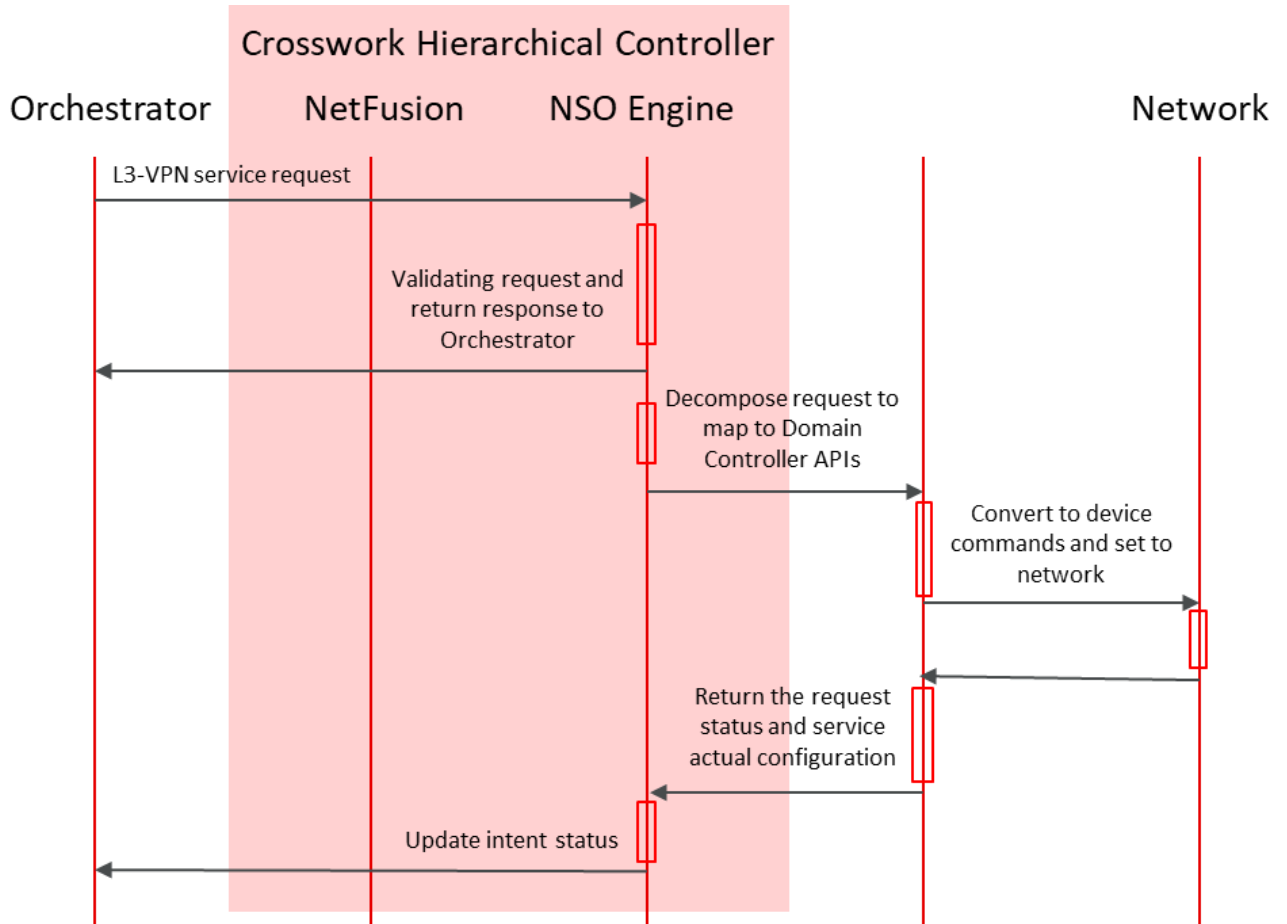 Crosswork Hierarchical Controller
Orchestrator
NetFusion
NSO Engine
Network
L3-VPN service request
Validating request and
return response to
Orchestrator
Decompose request to
map to Domain
Controller APIs
Convert to device
commands and set to
network
Return the request
status and service
actual configuration
Update intent status